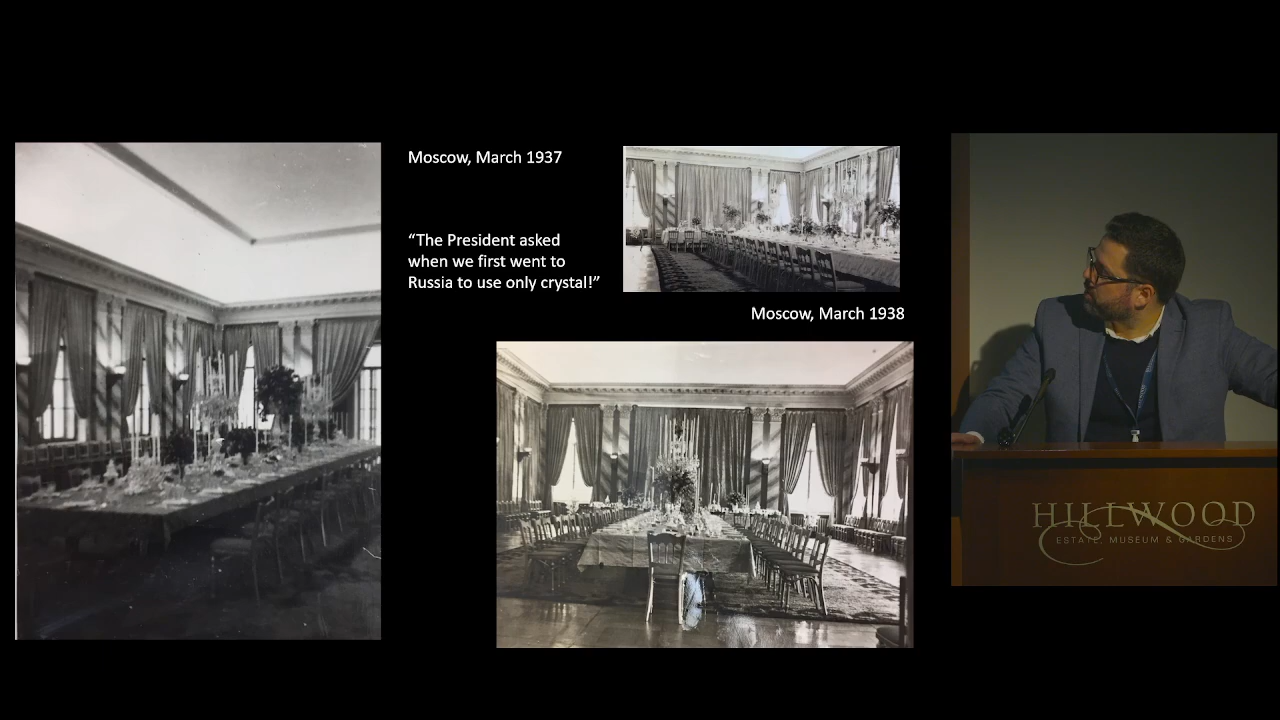 Moscow, March 1937
“The President asked
when we first went to
Russia to use only crystal!”
Moscow, March 1938
HILLWOOD
ESTATE, MUSEUM & GARDENS